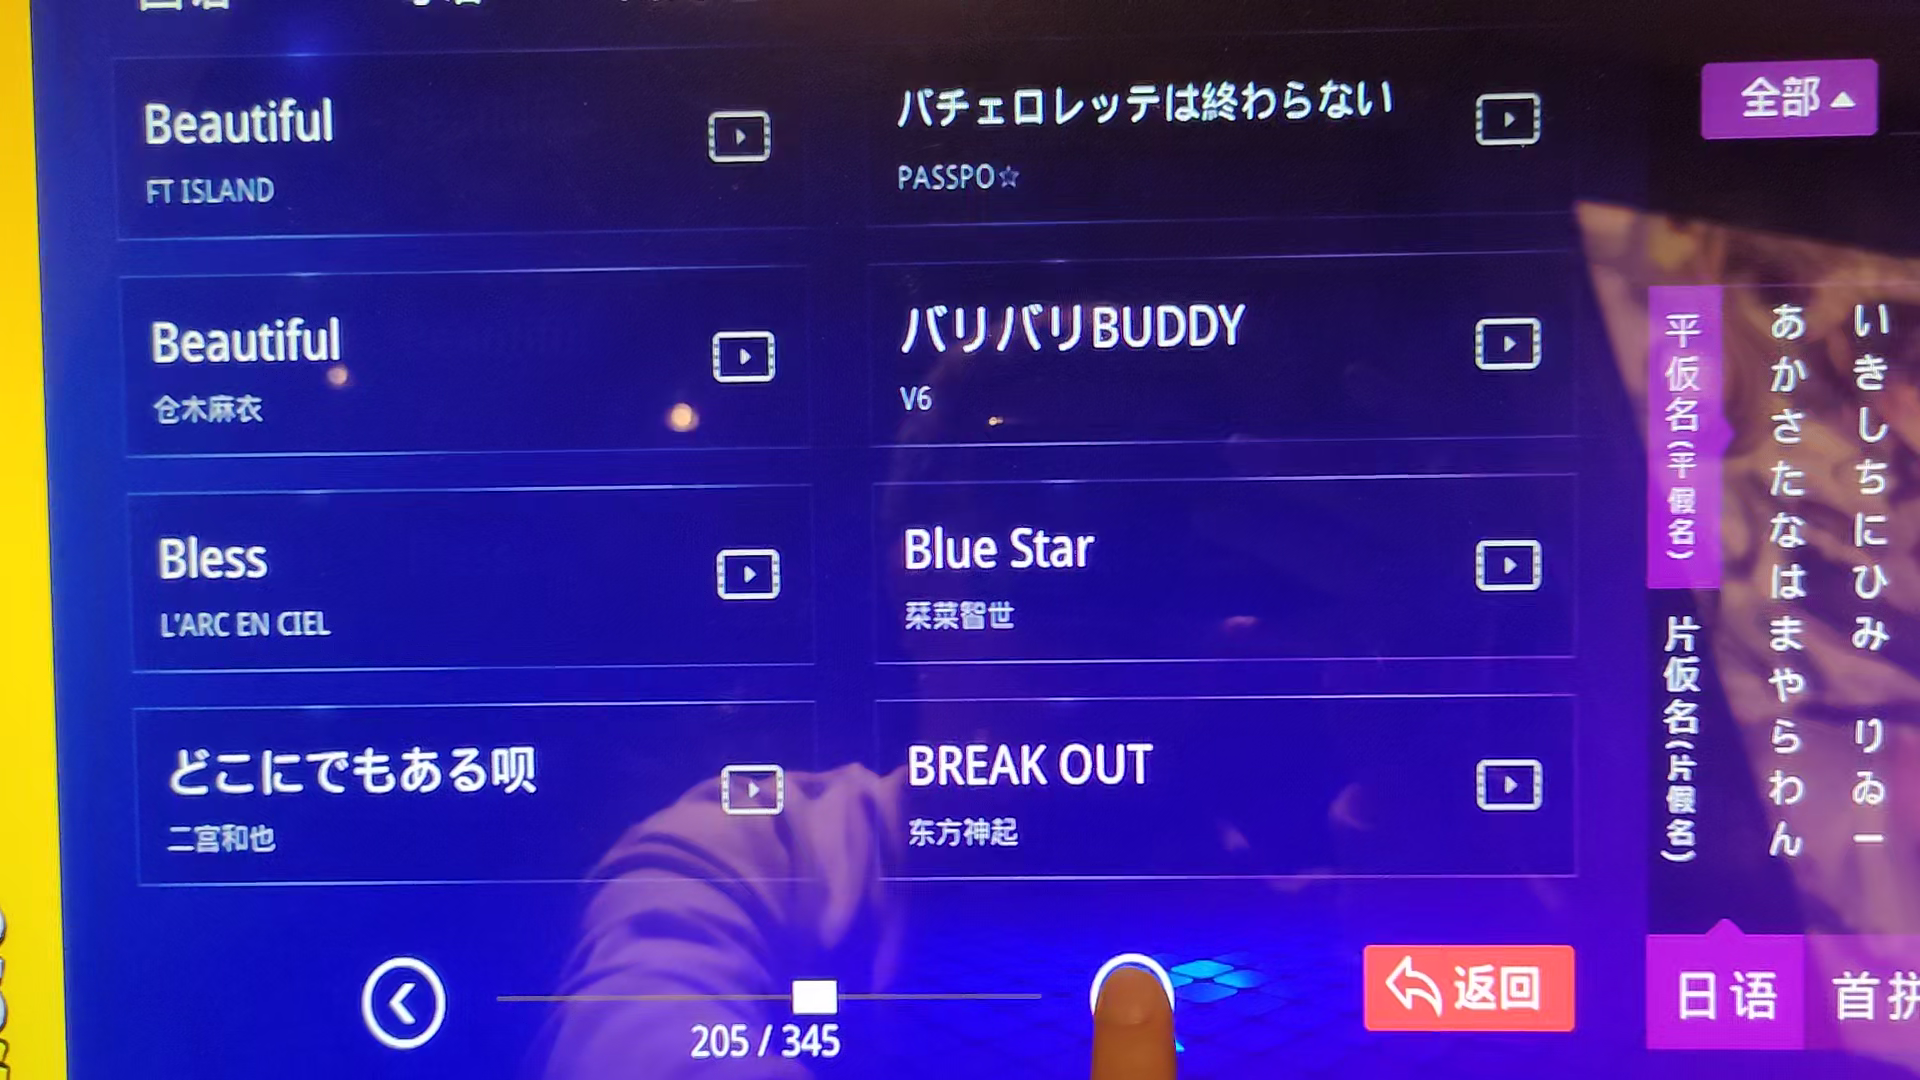 Beautiful
FT ISLAND
バチェロレッテは終わらない
PASSPO☆
全部
Beautiful
仓木麻衣
バリバリBUDDY
V6
Bless
L'ARC EN CIEL
Blue Star
栞菜智世
どこにでもある呗
二宫和也
BREAK OUT
东方神起
205 / 345
返回
平仮名(平假名)
片仮名(片假名)
あかさたなはまやらわん
いきしちにひみ りゐー
日语
首拼